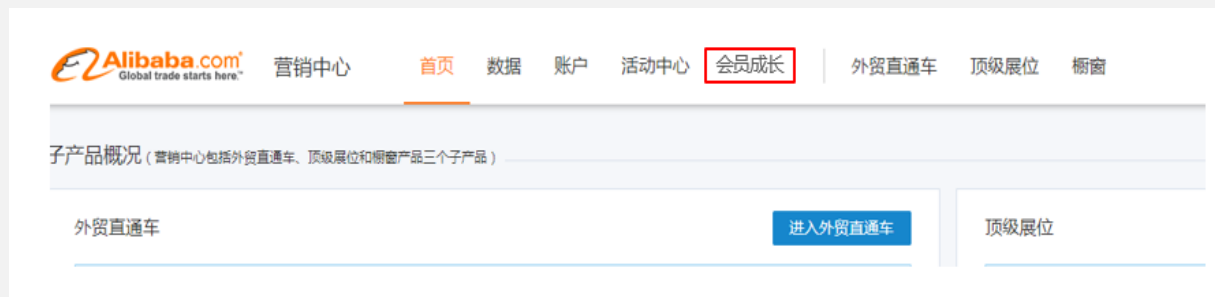 Alibaba.com 营销中心 首页 数据 账户 活动中心 会员成长 外贸直通车 顶级展位 橱窗
Global trade starts here.™
子产品概况 ( 营销中心包括外贸直通车、顶级展位和橱窗产品三个子产品 )
外贸直通车 进入外贸直通车 顶级展位